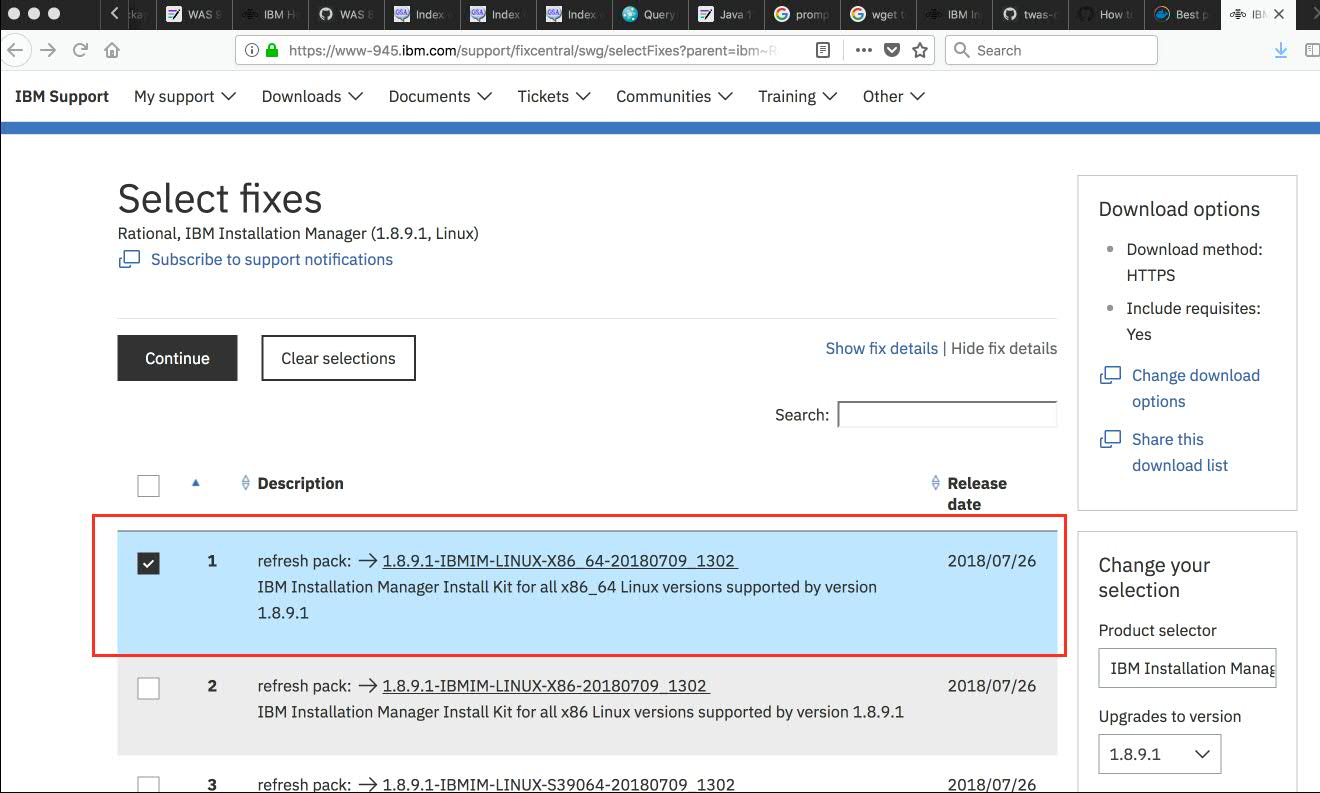 WAS
IBM H
WAS 8
Index
Index
Index
Query
Java 1
promp
wget t
IBM In
twas-
How t
Best p
IBM
https://www-945.ibm.com/support/fixcentral/swg/selectFixes?parent=ibm~R
Search
IBM Support My support Downloads Documents Tickets Communities Training Other
Select fixes
Rational, IBM Installation Manager (1.8.9.1, Linux)
Subscribe to support notifications
Continue Clear selections
Show fix details | Hide fix details
Search:
Description Release
date
1 refresh pack: → 1.8.9.1-IBMIM-LINUX-X86_64-20180709_1302 2018/07/26
IBM Installation Manager Install Kit for all x86_64 Linux versions supported by version
1.8.9.1
2 refresh pack: → 1.8.9.1-IBMIM-LINUX-X86-20180709_1302 2018/07/26
IBM Installation Manager Install Kit for all x86 Linux versions supported by version 1.8.9.1
3 refresh pack: → 1.8.9.1-IBMIM-LINUX-S39064-20180709_1302 2018/07/26
Download options
Download method:
HTTPS
Include requisites:
Yes
Change download
options
Share this
download list
Change your
selection
Product selector
IBM Installation Manag
Upgrades to version
1.8.9.1